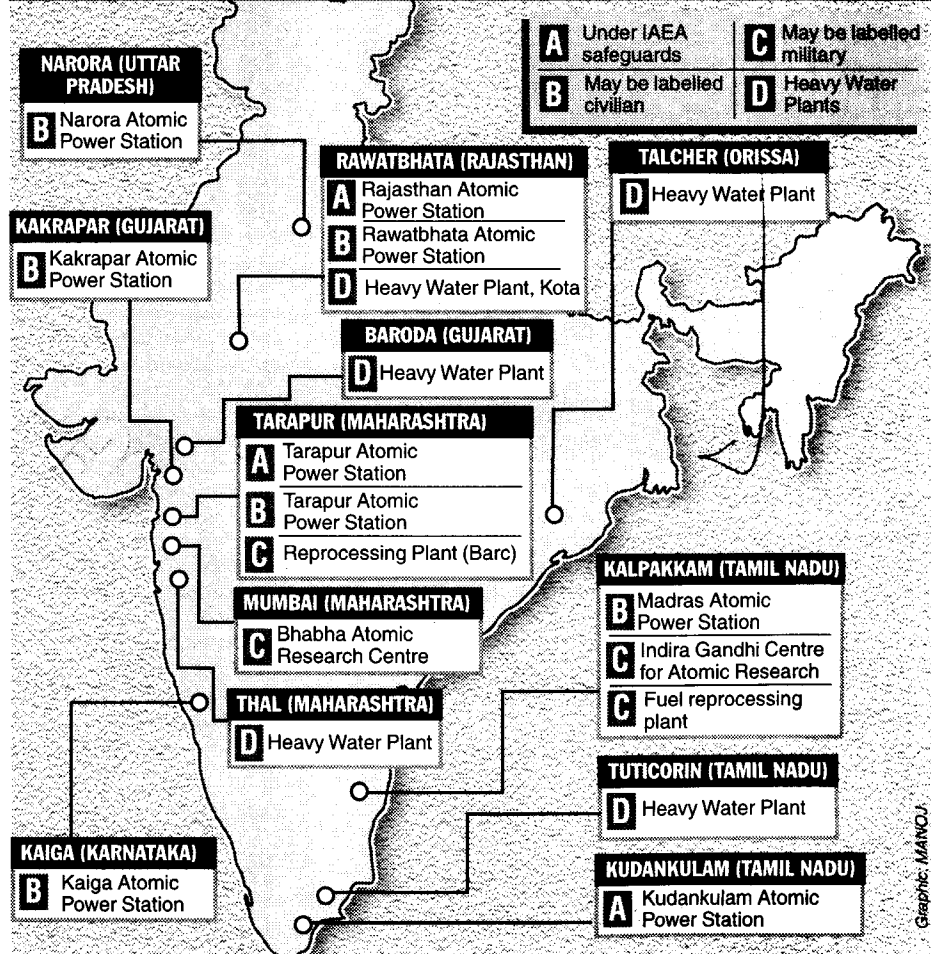 A Under IAEA
safeguards
B May be labelled
civilian
C May be labelled
military
D Heavy Water
Plants
NARORA (UTTAR
PRADESH)
B Narora Atomic
Power Station
RAWATBHATA (RAJASTHAN)
A Rajasthan Atomic
Power Station
B Rawatbhata Atomic
Power Station
D Heavy Water Plant, Kota
TALCHER (ORISSA)
D Heavy Water Plant
KAKRAPAR (GUJARAT)
B Kakrapar Atomic
Power Station
BARODA (GUJARAT)
D Heavy Water Plant
TARAPUR (MAHARASHTRA)
A Tarapur Atomic
Power Station
B Tarapur Atomic
Power Station
C Reprocessing Plant (Barc)
MUMBAI (MAHARASHTRA)
C Bhabha Atomic
Research Centre
THAL (MAHARASHTRA)
D Heavy Water Plant
KALPAKKAM (TAMIL NADU)
B Madras Atomic
Power Station
C Indira Gandhi Centre
for Atomic Research
C Fuel reprocessing
plant
TUTICORIN (TAMIL NADU)
D Heavy Water Plant
KAIGA (KARNATAKA)
B Kaiga Atomic
Power Station
KUDANKULAM (TAMIL NADU)
A Kudankulam Atomic
Power Station
Graphic: MANOJ